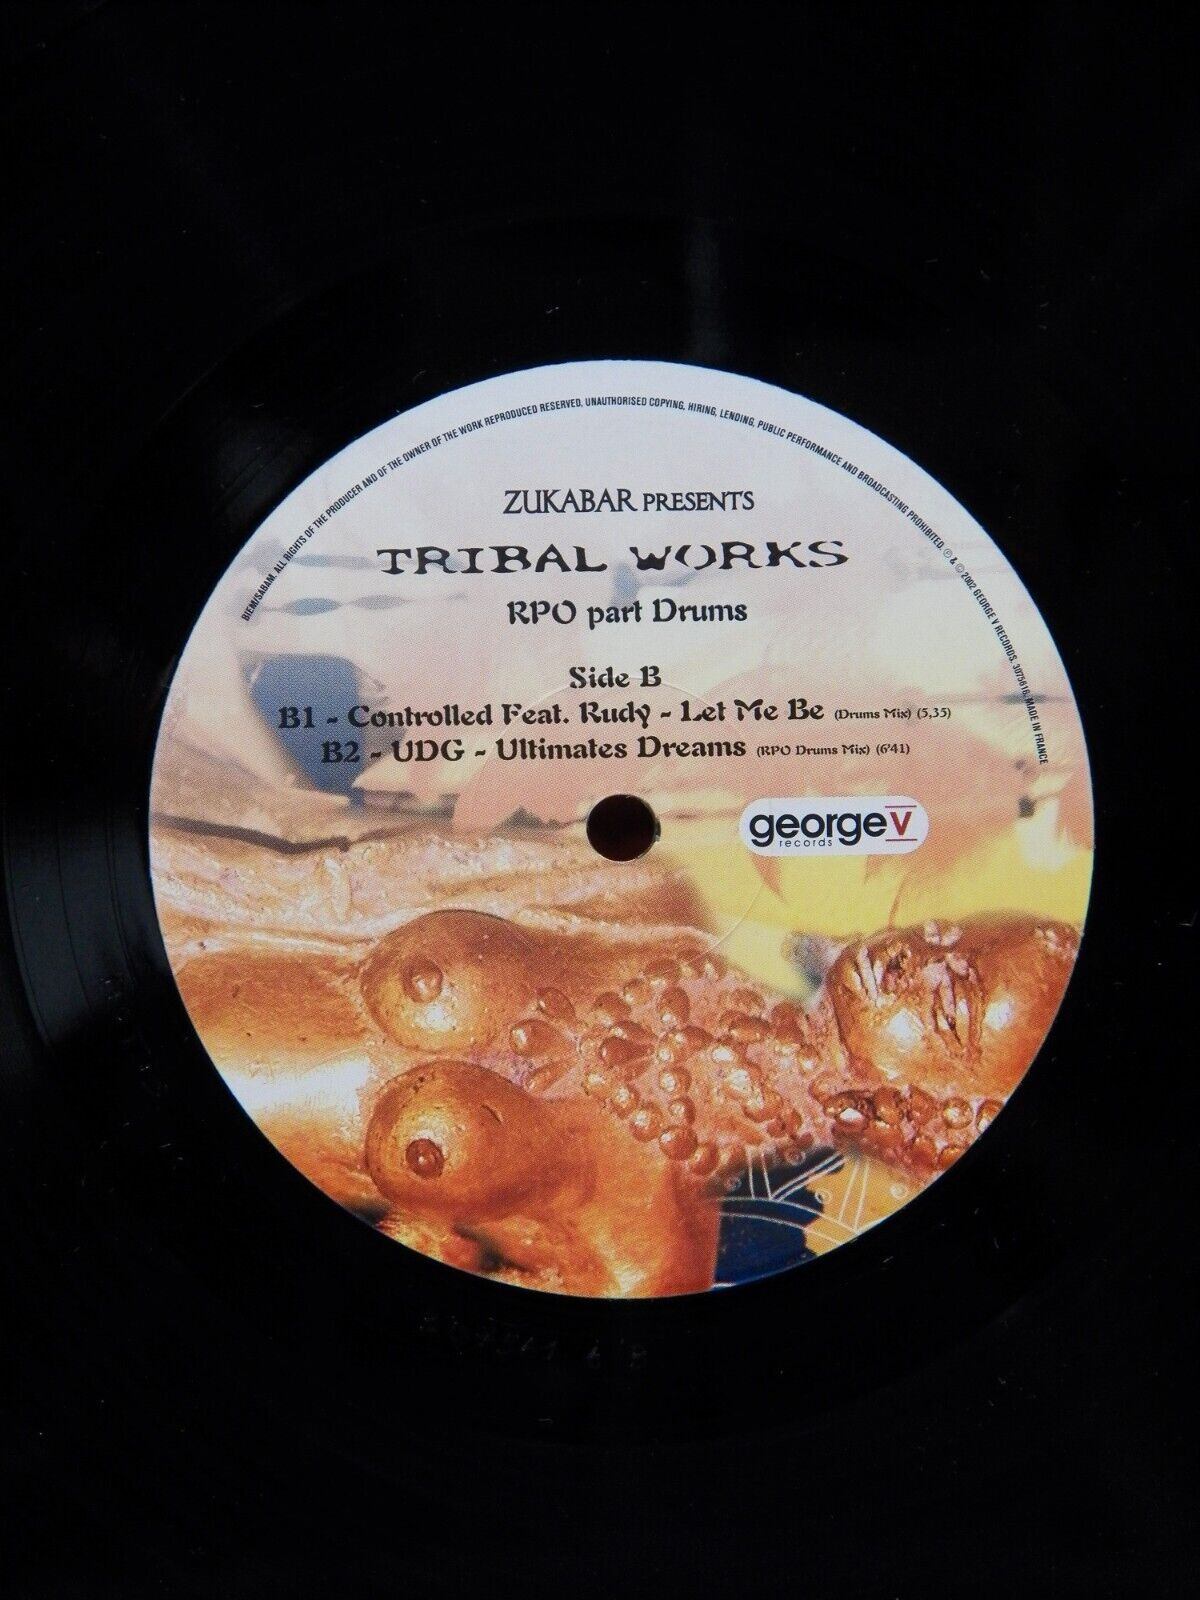 BIEM/SABAM. ALL RIGHTS OF THE PRODUCER AND OF THE OWNER OF THE WORK REPRODUCED RESERVED. UNAUTHORISED COPYING, HIRING, LENDING, PUBLIC PERFORMANCE AND BROADCASTING PROHIBITED. ℗ & © 2002 GEORGE V RECORDS. 3075616. MADE IN FRANCE
ZUKABAR PRESENTS
TRIBAL WORKS
RPO part Drums
Side B
B1 - Controlled Feat. Rudy - Let Me Be (Drums Mix) (5,35)
B2 - UDG - Ultimates Dreams (RPO Drums Mix) (6'41)
georgeV
records